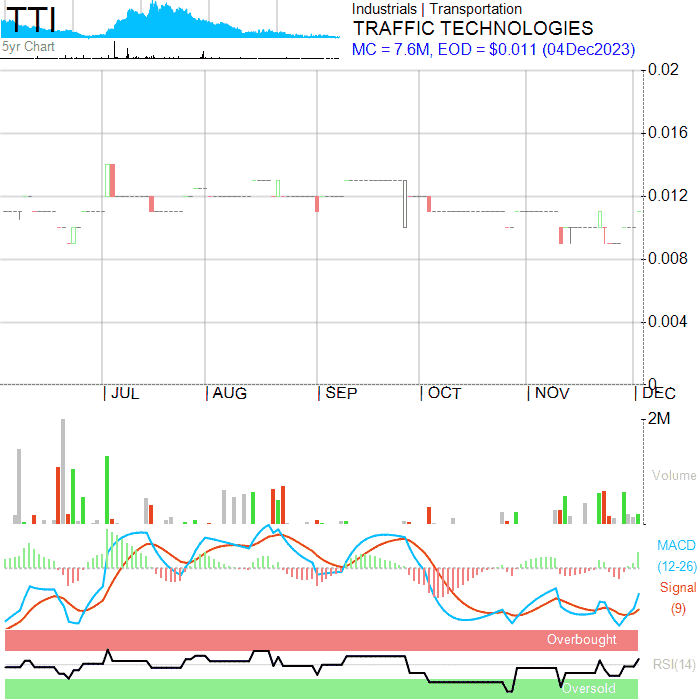 TTI
5yr Chart
Industrials | Transportation
TRAFFIC TECHNOLOGIES
MC = 7.6M, EOD = $0.011 (04Dec2023)
0.02
0.016
0.012
0.008
0.004
0
JUL AUG SEP OCT NOV DEC
2M
Volume
MACD
(12-26)
Signal
(9)
Overbought
RSI(14)
Oversold